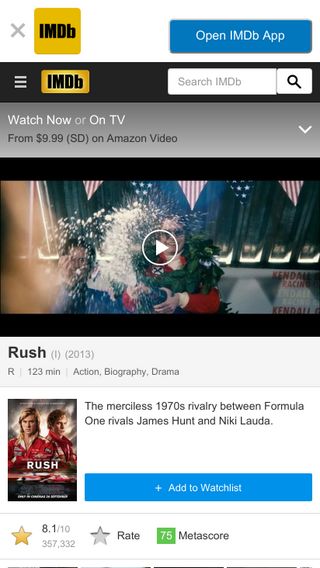 IMDb
Open IMDb App
IMDb
Search IMDb
Watch Now or On TV
From $9.99 (SD) on Amazon Video
KENDALL
RACING
KENDALL
Rush (I) (2013)
R | 123 min | Action, Biography, Drama
The merciless 1970s rivalry between Formula
One rivals James Hunt and Niki Lauda.
RUSH
+ Add to Watchlist
8.1/10
357,332
Rate
75 Metascore